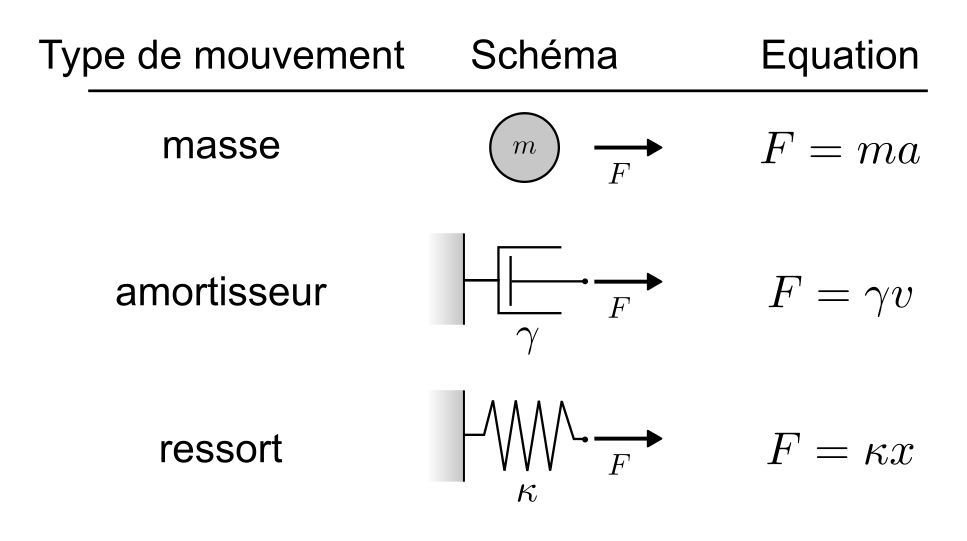 Type de mouvement Schéma Equation
masse m F F = ma
amortisseur γ F F = γv
ressort κ F F = κx